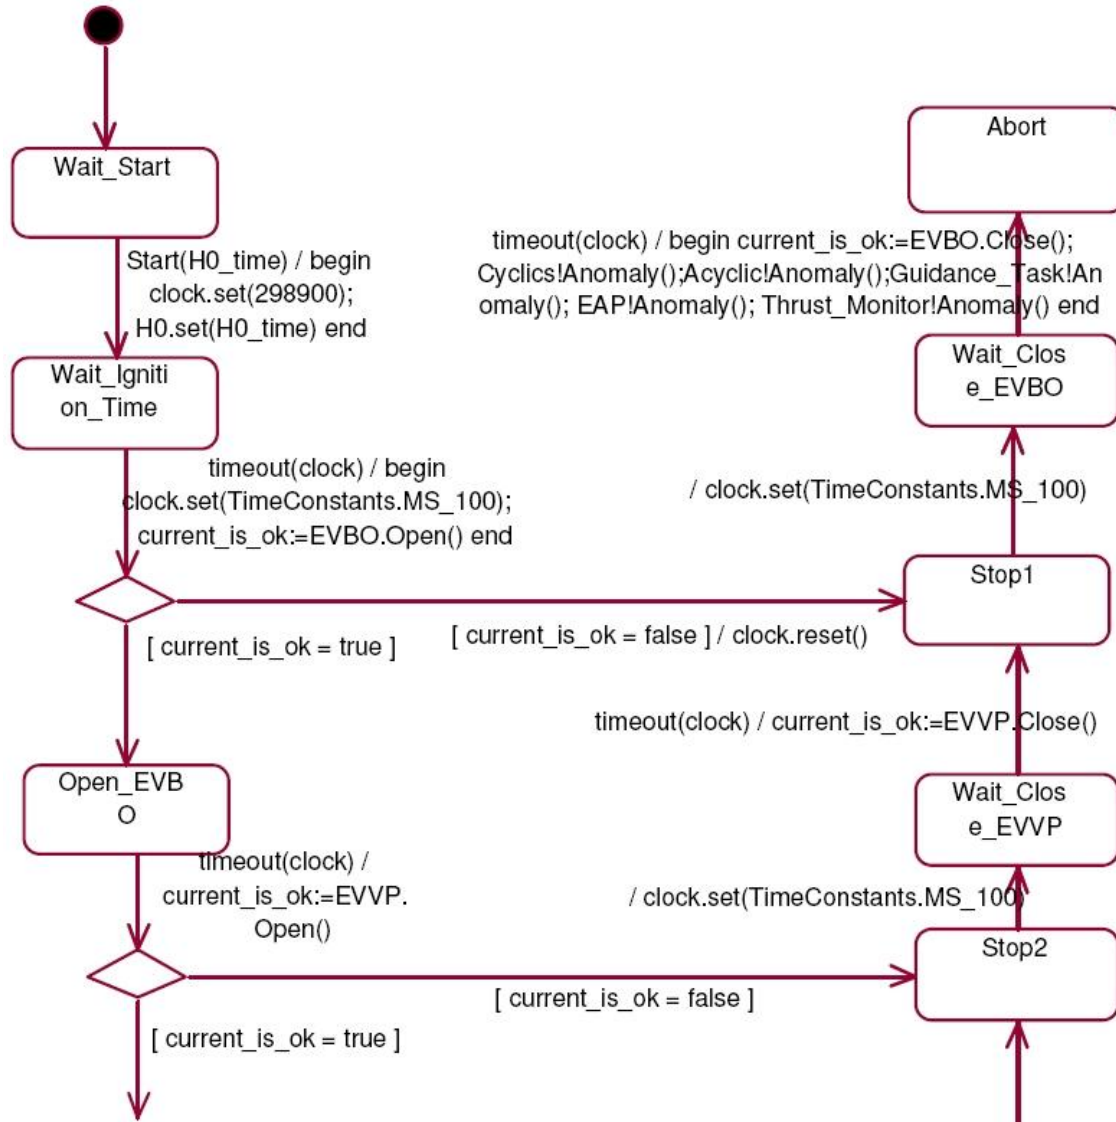 Wait_Start
Start(H0_time) / begin
clock.set(298900);
H0.set(H0_time) end
Wait_Igniti
on_Time
timeout(clock) / begin
clock.set(TimeConstants.MS_100);
current_is_ok:=EVBO.Open() end
[ current_is_ok = true ]
[ current_is_ok = false ] / clock.reset()
Open_EVB
O
timeout(clock) /
current_is_ok:=EVVP.
Open()
[ current_is_ok = false ]
[ current_is_ok = true ]
Abort
timeout(clock) / begin current_is_ok:=EVBO.Close();
Cyclics!Anomaly();Acyclic!Anomaly();Guidance_Task!An
omaly(); EAP!Anomaly(); Thrust_Monitor!Anomaly() end
Wait_Clos
e_EVBO
/ clock.set(TimeConstants.MS_100)
Stop1
timeout(clock) / current_is_ok:=EVVP.Close()
Wait_Clos
e_EVVP
/ clock.set(TimeConstants.MS_100)
Stop2